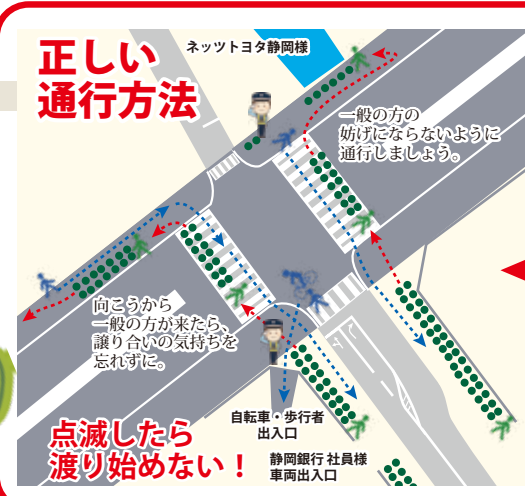 正しい
通行方法
ネッツトヨタ静岡様
一般の方の
妨げにならないように
通行しましょう。
向こうから
一般の方が来たら、
譲り合いの気持ちを
忘れずに。
自転車・歩行者
出入口
点滅したら
渡り始めない！
静岡銀行 社員様
車両出入口